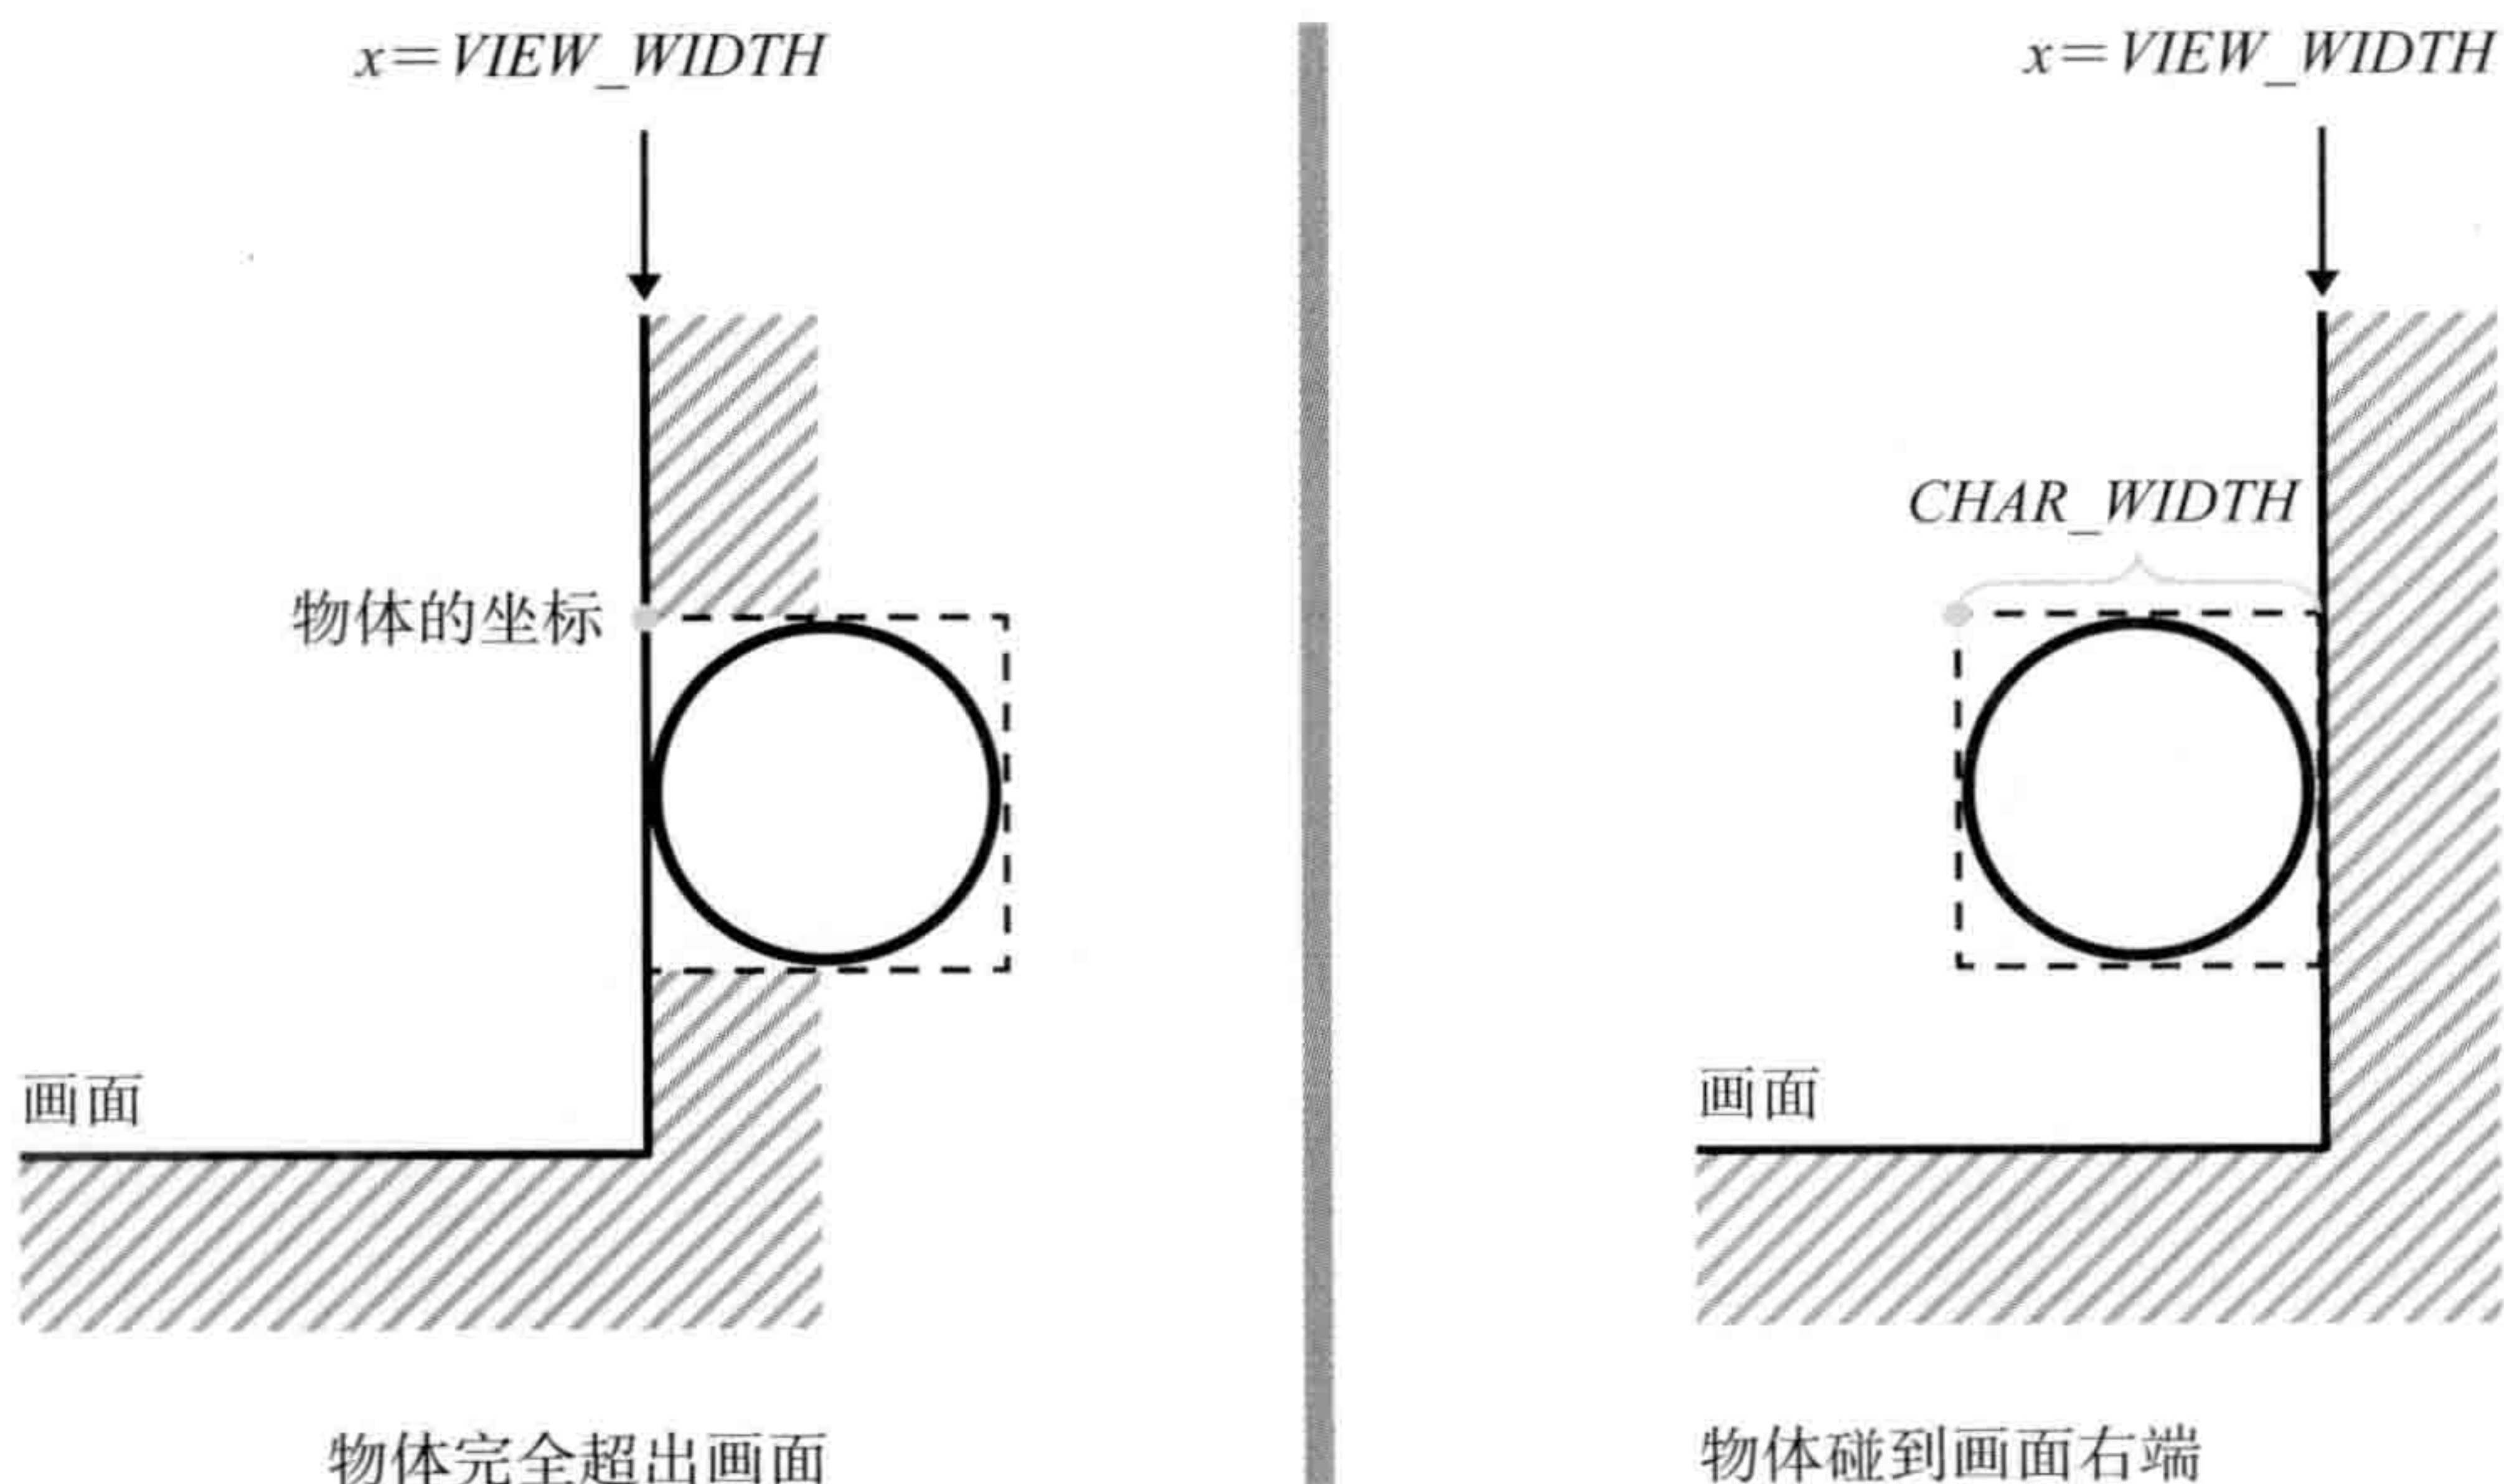 x=VIEW_WIDTH
物体的坐标
画面
物体完全超出画面
x=VIEW_WIDTH
CHAR_WIDTH
画面
物体碰到画面右端